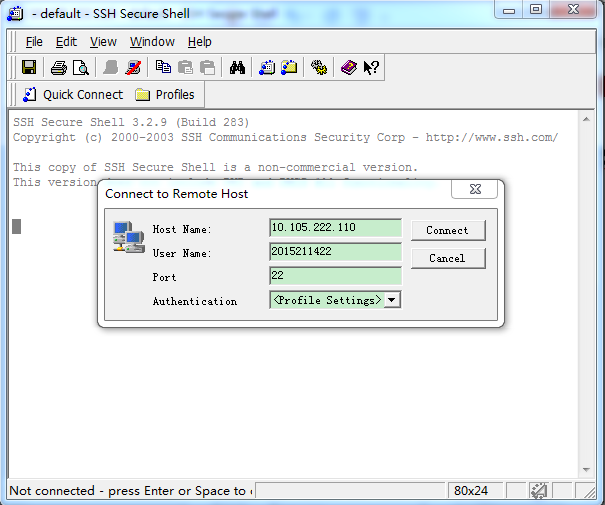 - default - SSH Secure Shell
File Edit View Window Help
Quick Connect Profiles
SSH Secure Shell 3.2.9 (Build 283)
Copyright (c) 2000-2003 SSH Communications Security Corp - http://www.ssh.com/
This copy of SSH Secure Shell is a non-commercial version.
This version
Connect to Remote Host
Host Name: 10.105.222.110 Connect
User Name: 2015211422 Cancel
Port 22
Authentication <Profile Settings>
Not connected - press Enter or Space to 80x24